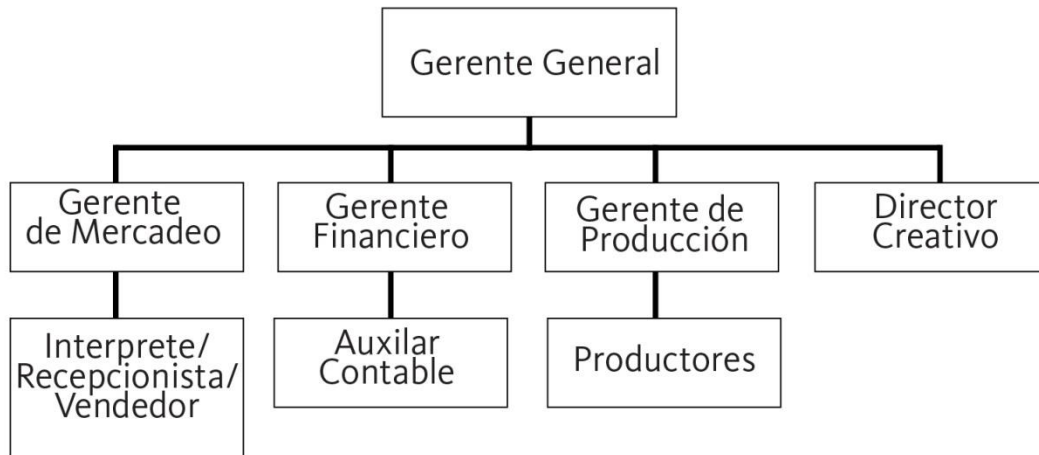 Gerente General
Gerente
de Mercadeo
Gerente
Financiero
Gerente de
Producción
Director
Creativo
Interprete/
Recepcionista/
Vendedor
Auxilar
Contable
Productores